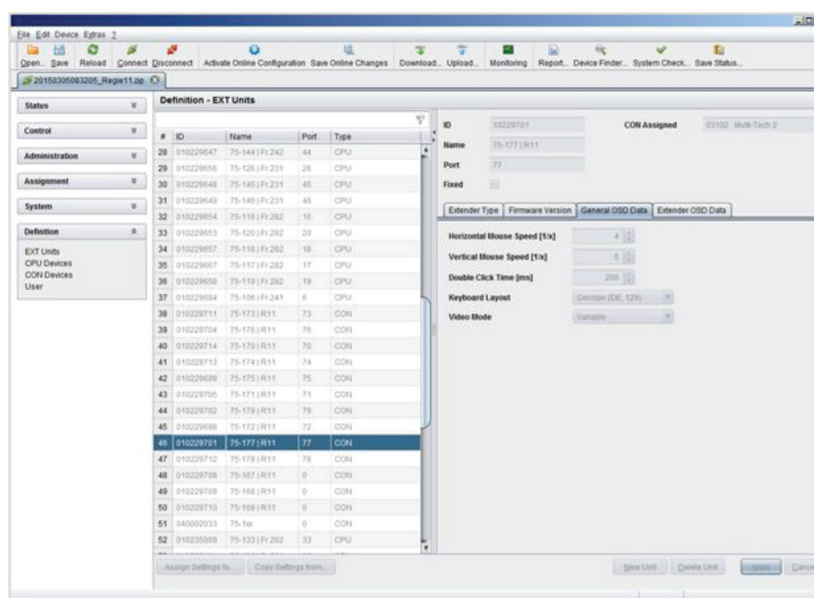 File Edit Device Extras ?
Open... Save Reload Connect Disconnect Activate Online Configuration Save Online Changes Download... Upload... Monitoring Report... Device Finder... System Check... Save Status...
20150305083205_Regie11.zip
Status
Control
Administration
Assignment
System
Definition
EXT Units
CPU Devices
CON Devices
User
Definition - EXT Units
# ID Name Port Type
28 010229647 75-144 | Fr.242 44 CPU
29 010229656 75-126 | Fr.231 26 CPU
30 010229648 75-145 | Fr.231 45 CPU
31 010229649 75-146 | Fr.231 46 CPU
32 010229654 75-116 | Fr.282 16 CPU
33 010229653 75-120 | Fr.282 20 CPU
34 010229657 75-118 | Fr.282 18 CPU
35 010229667 75-117 | Fr.282 17 CPU
36 010229658 75-119 | Fr.282 19 CPU
37 010229684 75-106 | Fr.241 6 CPU
38 010229711 75-173 | R11 73 CON
39 010229704 75-176 | R11 76 CON
40 010229714 75-170 | R11 70 CON
41 010229713 75-174 | R11 74 CON
42 010229699 75-175 | R11 75 CON
43 010229705 75-171 | R11 71 CON
44 010229702 75-179 | R11 79 CON
45 010229698 75-172 | R11 72 CON
46 010229701 75-177 | R11 77 CON
47 010229712 75-178 | R11 78 CON
48 010229708 75-167 | R11 0 CON
49 010229709 75-168 | R11 0 CON
50 010229710 75-169 | R11 0 CON
51 040002033 75-1xx 0 CON
52 010235009 75-133 | Fr.282 33 CPU
Assign Settings to... Copy Settings from...
ID 10229701 CON Assigned 03102 Multi-Tech 2
Name 75-177 | R11
Port 77
Fixed
Extender Type Firmware Version General OSD Data Extender OSD Data
Horizontal Mouse Speed [1/x] 4
Vertical Mouse Speed [1/x] 5
Double Click Time [ms] 200
Keyboard Layout German (DE, 129)
Video Mode Variable
New Unit Delete Unit Apply